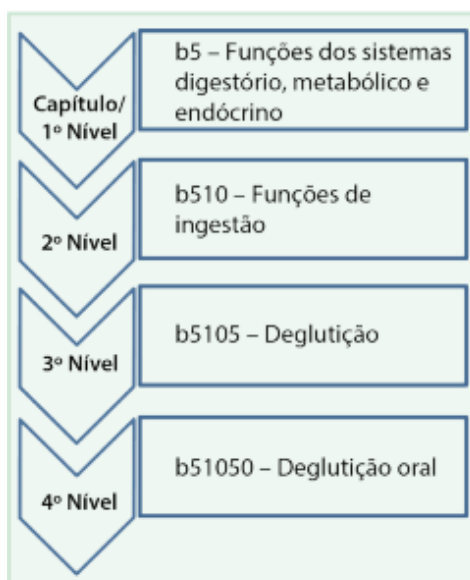 Capítulo/
1º Nível
b5 – Funções dos sistemas
digestório, metabólico e
endócrino
2º Nível
b510 – Funções de
ingestão
3º Nível
b5105 – Deglutição
4º Nível
b51050 – Deglutição oral